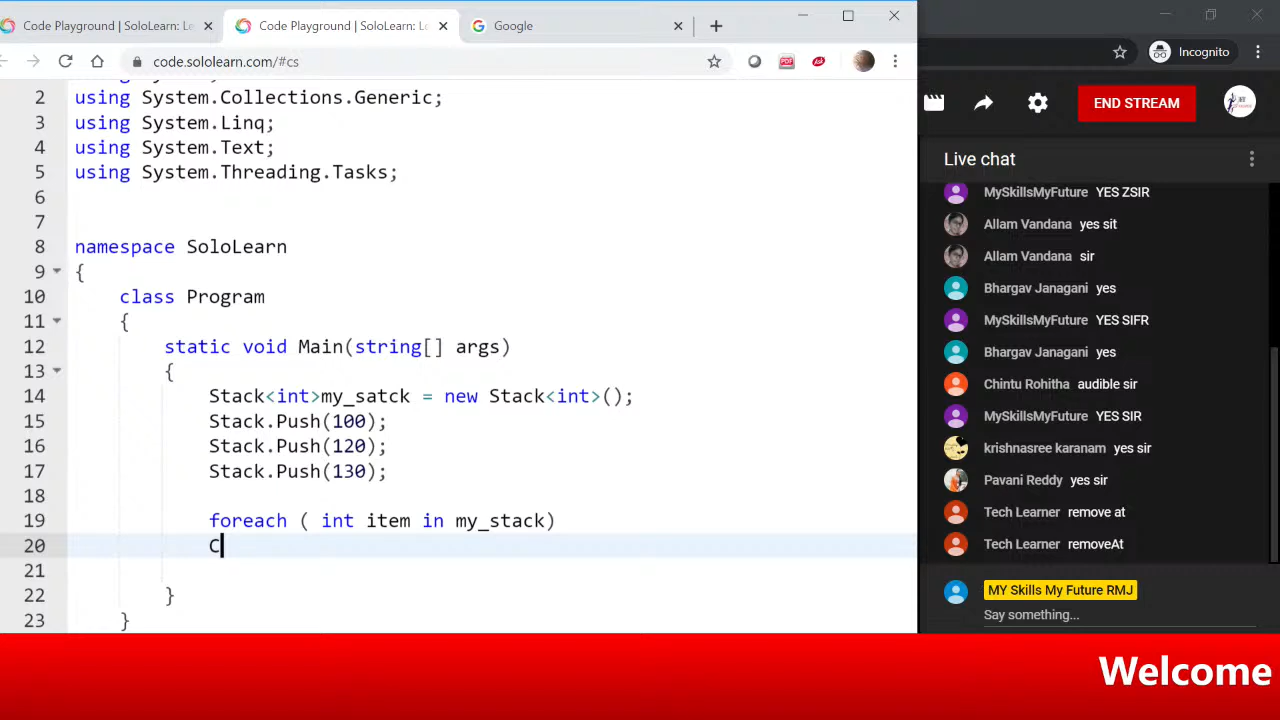 Code Playground | SoloLearn: Le
Code Playground | SoloLearn: Le
Google
code.sololearn.com/#cs
PDF
Ask
Incognito
2 using System.Collections.Generic;
3 using System.Linq;
4 using System.Text;
5 using System.Threading.Tasks;
6
7
8 namespace SoloLearn
9 {
10 class Program
11 {
12 static void Main(string[] args)
13 {
14 Stack<int>my_satck = new Stack<int>();
15 Stack.Push(100);
16 Stack.Push(120);
17 Stack.Push(130);
18
19 foreach ( int item in my_stack)
20 C
21
22 }
23 }
END STREAM
Live chat
MySkillsMyFuture YES ZSIR
Allam Vandana yes sit
Allam Vandana sir
Bhargav Janagani yes
MySkillsMyFuture YES SIFR
Bhargav Janagani yes
Chintu Rohitha audible sir
MySkillsMyFuture YES SIR
krishnasree karanam yes sir
Pavani Reddy yes sir
Tech Learner remove at
Tech Learner removeAt
MY Skills My Future RMJ
Say something...
Welcome